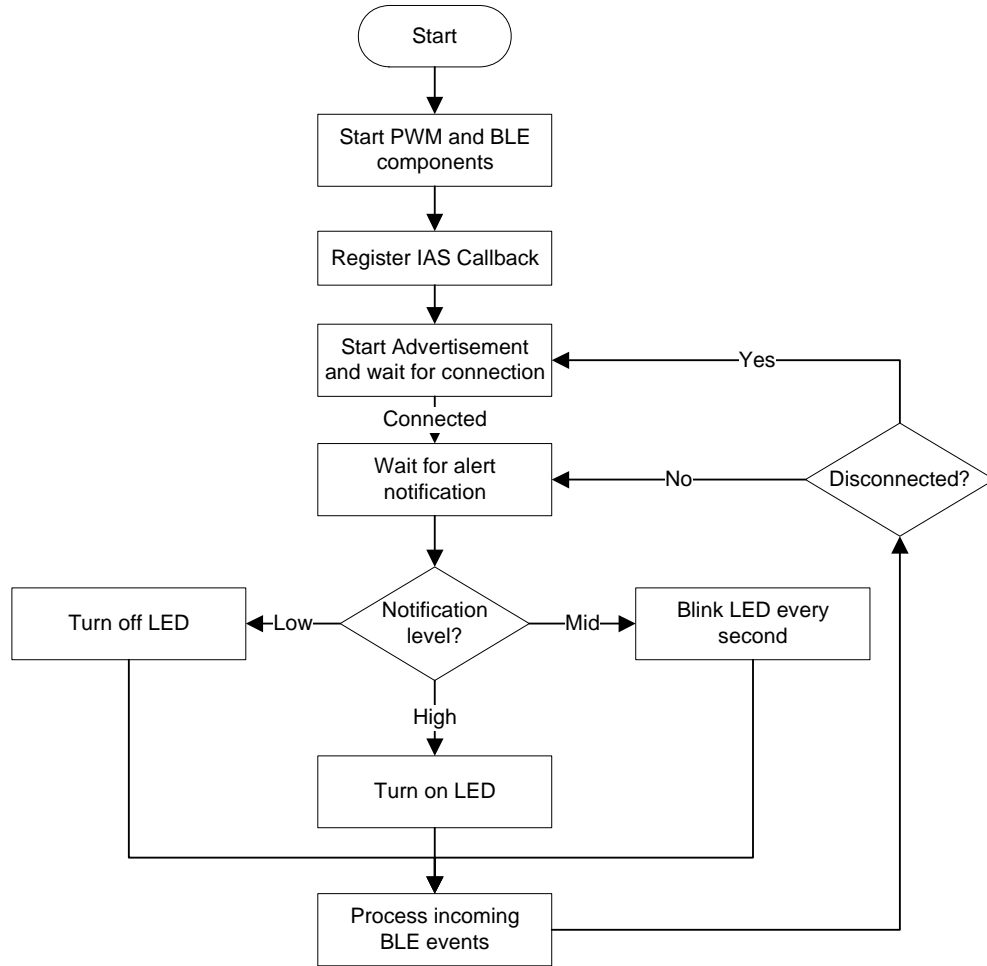 Start
Start PWM and BLE
components
Register IAS Callback
Start Advertisement
and wait for connection
Yes
Connected
Wait for alert
notification
No
Disconnected?
Turn off LED
Low
Notification
level?
Mid
Blink LED every
second
High
Turn on LED
Process incoming
BLE events